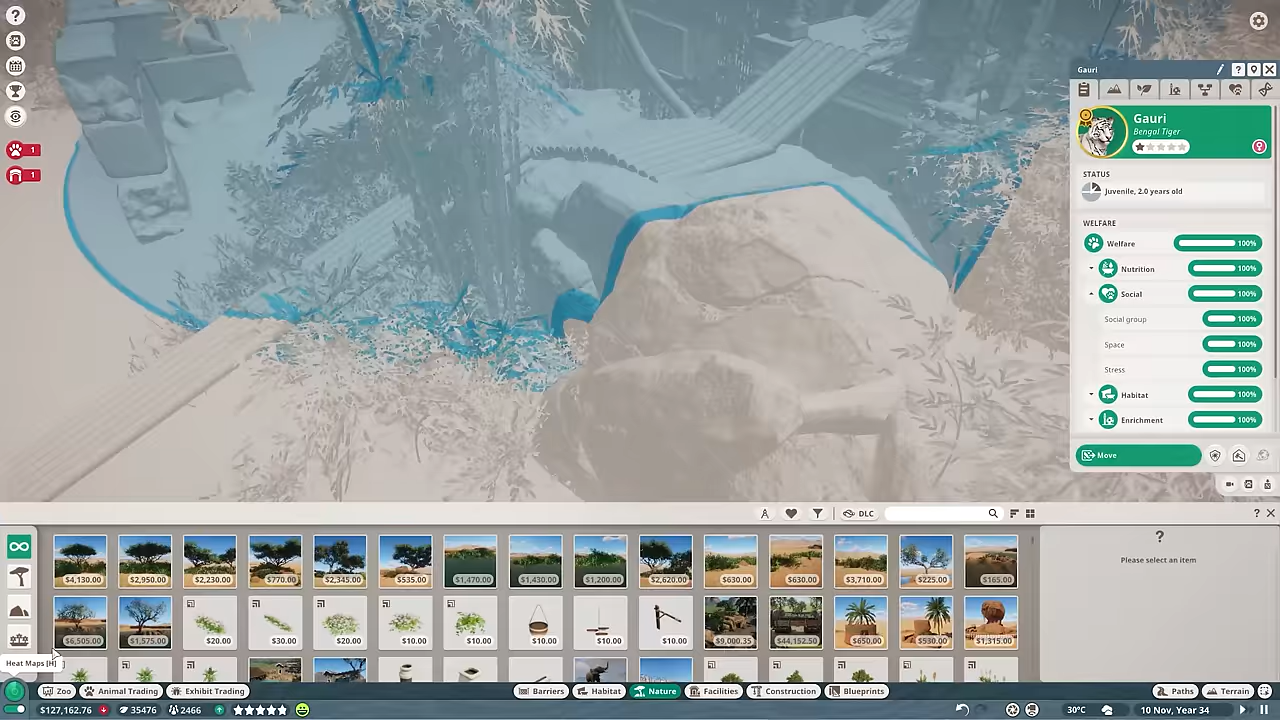 ?
1
1
Gauri
?
Gauri
Bengal Tiger
STATUS
Juvenile, 2.0 years old
WELFARE
Welfare 100%
Nutrition 100%
Social 100%
Social group 100%
Space 100%
Stress 100%
Habitat 100%
Enrichment 100%
Move
DLC
?
$4,130.00 $2,950.00 $2,230.00 $770.00 $2,345.00 $535.00 $1,470.00 $1,430.00 $1,200.00 $2,620.00 $630.00 $630.00 $3,710.00 $225.00 $165.00
?
Please select an item
$6,505.00 $1,575.00 $20.00 $30.00 $20.00 $10.00 $10.00 $10.00 $10.00 $10.00 $9,000.35 $44,152.50 $650.00 $530.00 $1,315.00
Heat Maps [H]
Zoo Animal Trading Exhibit Trading Barriers Habitat Nature Facilities Construction Blueprints Paths Terrain
$127,162.76 35476 2466 30°C 10 Nov, Year 34